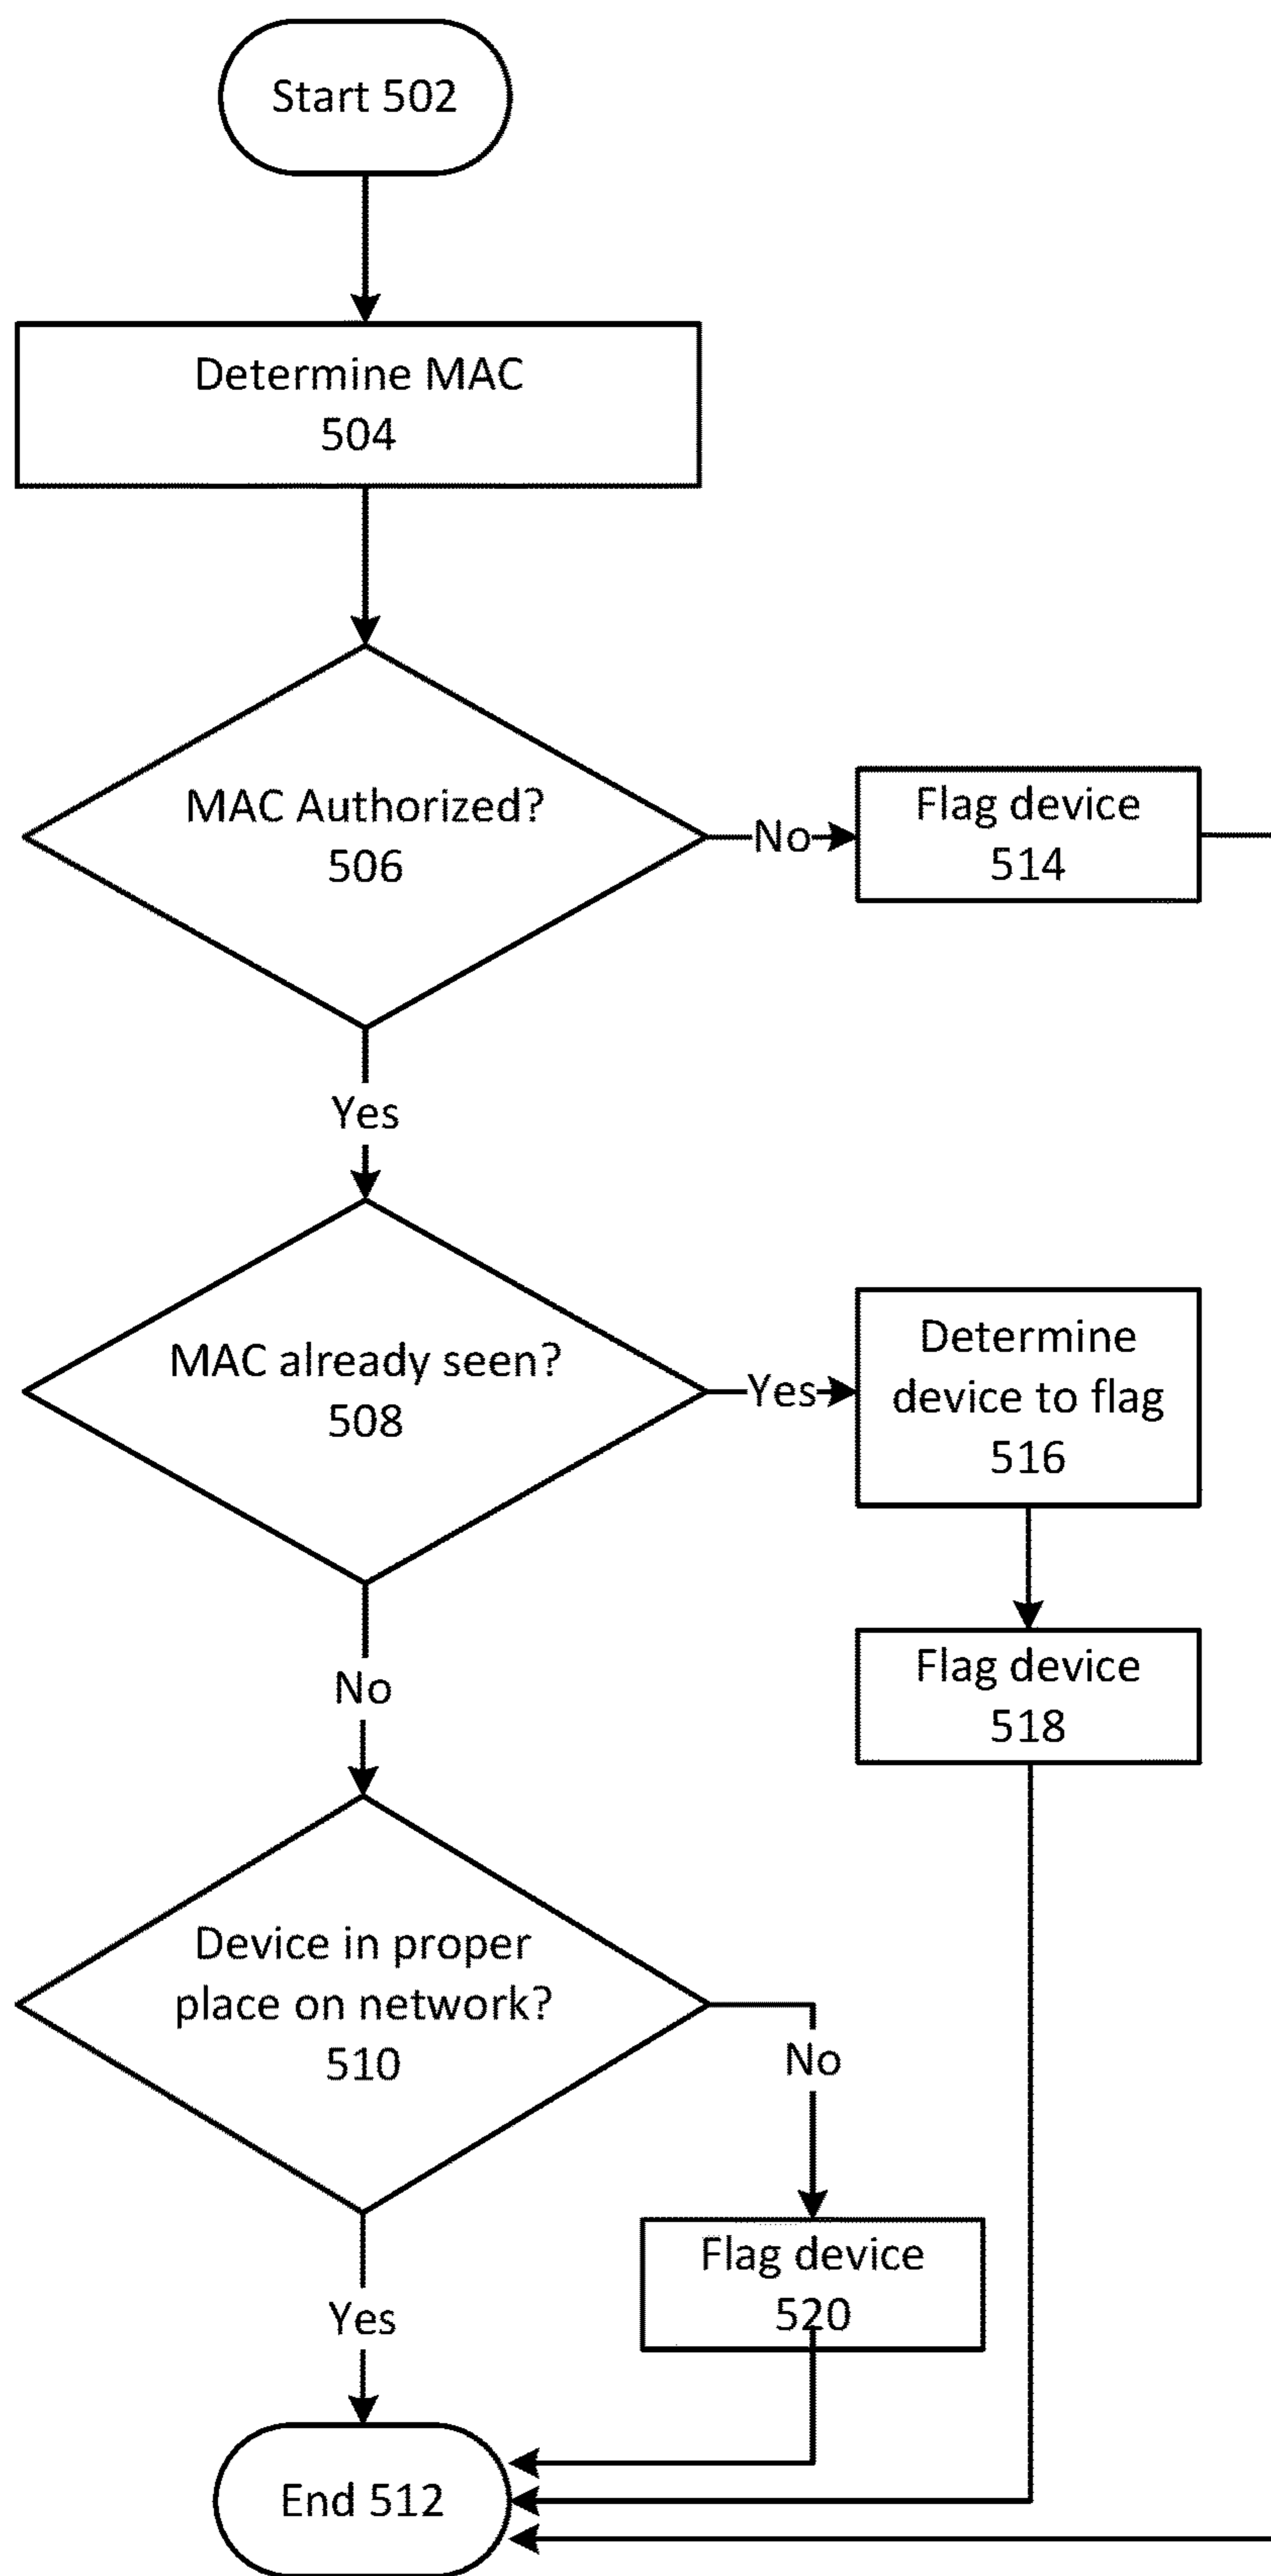 Start 502
Determine MAC
504
MAC Authorized?
506
No
Flag device
514
Yes
MAC already seen?
508
Yes
Determine
device to flag
516
Flag device
518
No
Device in proper
place on network?
510
No
Flag device
520
Yes
End 512